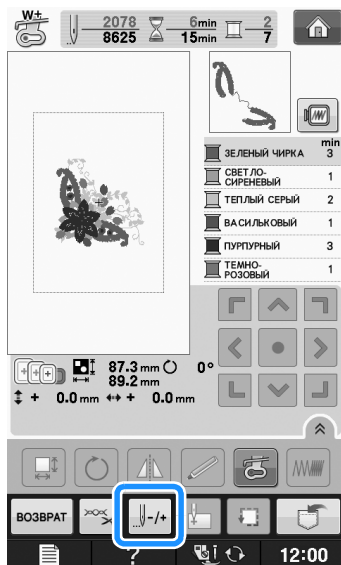 W+
2078 6min 2
8625 15min 7
min
ЗЕЛЕНЫЙ ЧИРКА 3
СВЕТЛО-
СИРЕНЕВЫЙ 1
ТЕПЛЫЙ СЕРЫЙ 2
ВАСИЛЬКОВЫЙ 1
ПУРПУРНЫЙ 3
ТЕМНО-
РОЗОВЫЙ 1
87.3 mm 0°
89.2 mm
+ 0.0 mm + 0.0 mm
ВОЗВРАТ -/+
? 12:00